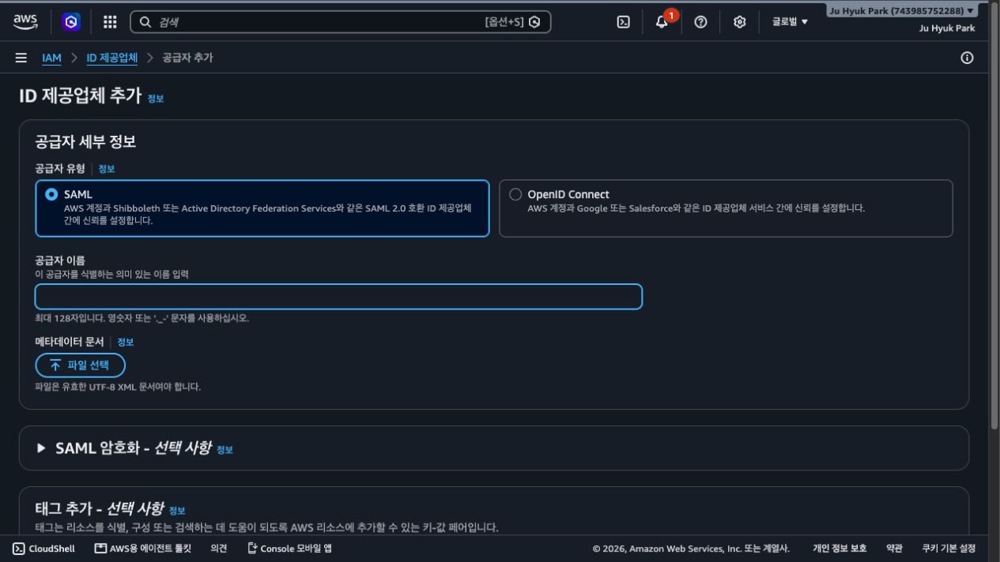 aws
검색
[옵션+S]
1
글로벌
Ju Hyuk Park (743985752288)
Ju Hyuk Park
IAM
ID 제공업체
공급자 추가
ID 제공업체 추가 정보
공급자 세부 정보
공급자 유형 정보
SAML
AWS 계정과 Shibboleth 또는 Active Directory Federation Services와 같은 SAML 2.0 호환 ID 제공업체
간에 신뢰를 설정합니다.
OpenID Connect
AWS 계정과 Google 또는 Salesforce와 같은 ID 제공업체 서비스 간에 신뢰를 설정합니다.
공급자 이름
이 공급자를 식별하는 의미 있는 이름 입력
최대 128자입니다. 영숫자 또는 '._-' 문자를 사용하십시오.
메타데이터 문서 정보
파일 선택
파일은 유효한 UTF-8 XML 문서여야 합니다.
SAML 암호화 - 선택 사항 정보
태그 추가 - 선택 사항 정보
태그는 리소스를 식별, 구성 또는 검색하는 데 도움이 되도록 AWS 리소스에 추가할 수 있는 키-값 페어입니다.
CloudShell
AWS용 에이전트 툴킷
의견
Console 모바일 앱
© 2026, Amazon Web Services, Inc. 또는 계열사.
개인 정보 보호
약관
쿠키 기본 설정